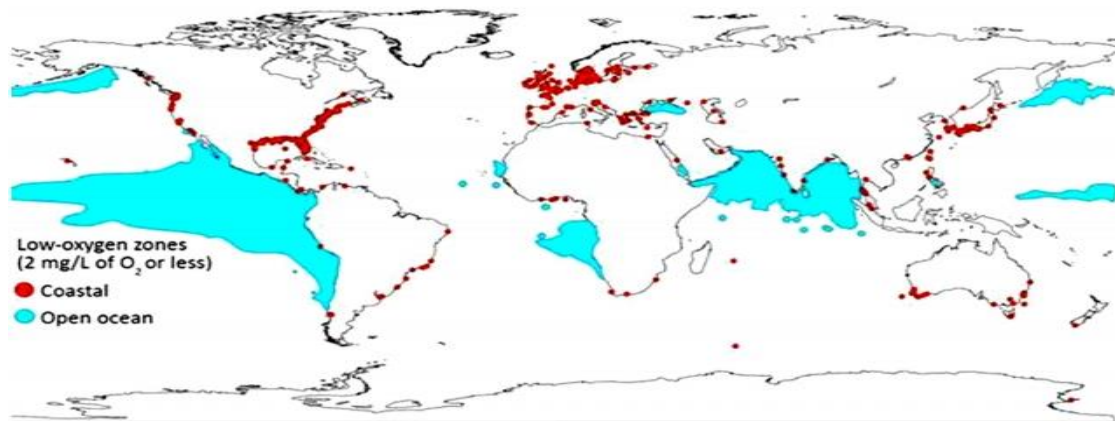 Low-oxygen zones
(2 mg/L of O₂ or less)
Coastal
Open ocean